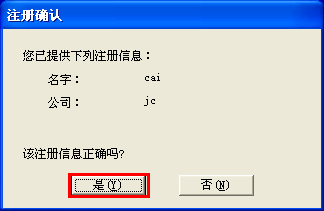 注册确认
您已提供下列注册信息：
名字： cai
公司： jc
该注册信息正确吗?
是(Y) 否(N)